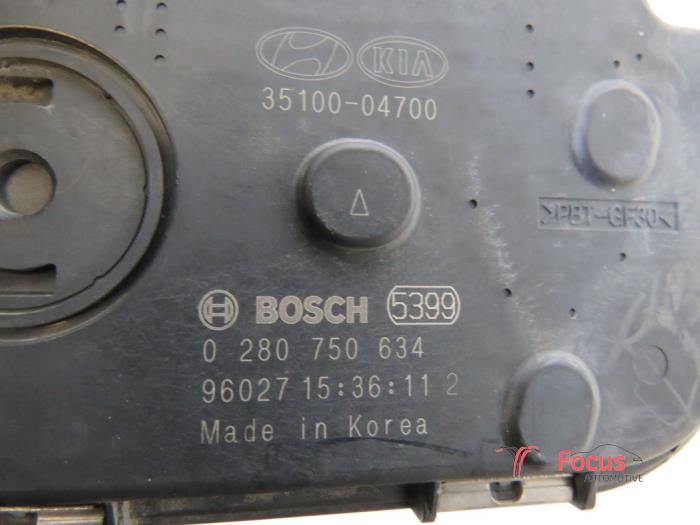 KIA
35100-04700
>PBT-GF30<
BOSCH 5399
0 280 750 634
96027 15:36:11 2
Made in Korea
Focus
AUTOMOTIVE